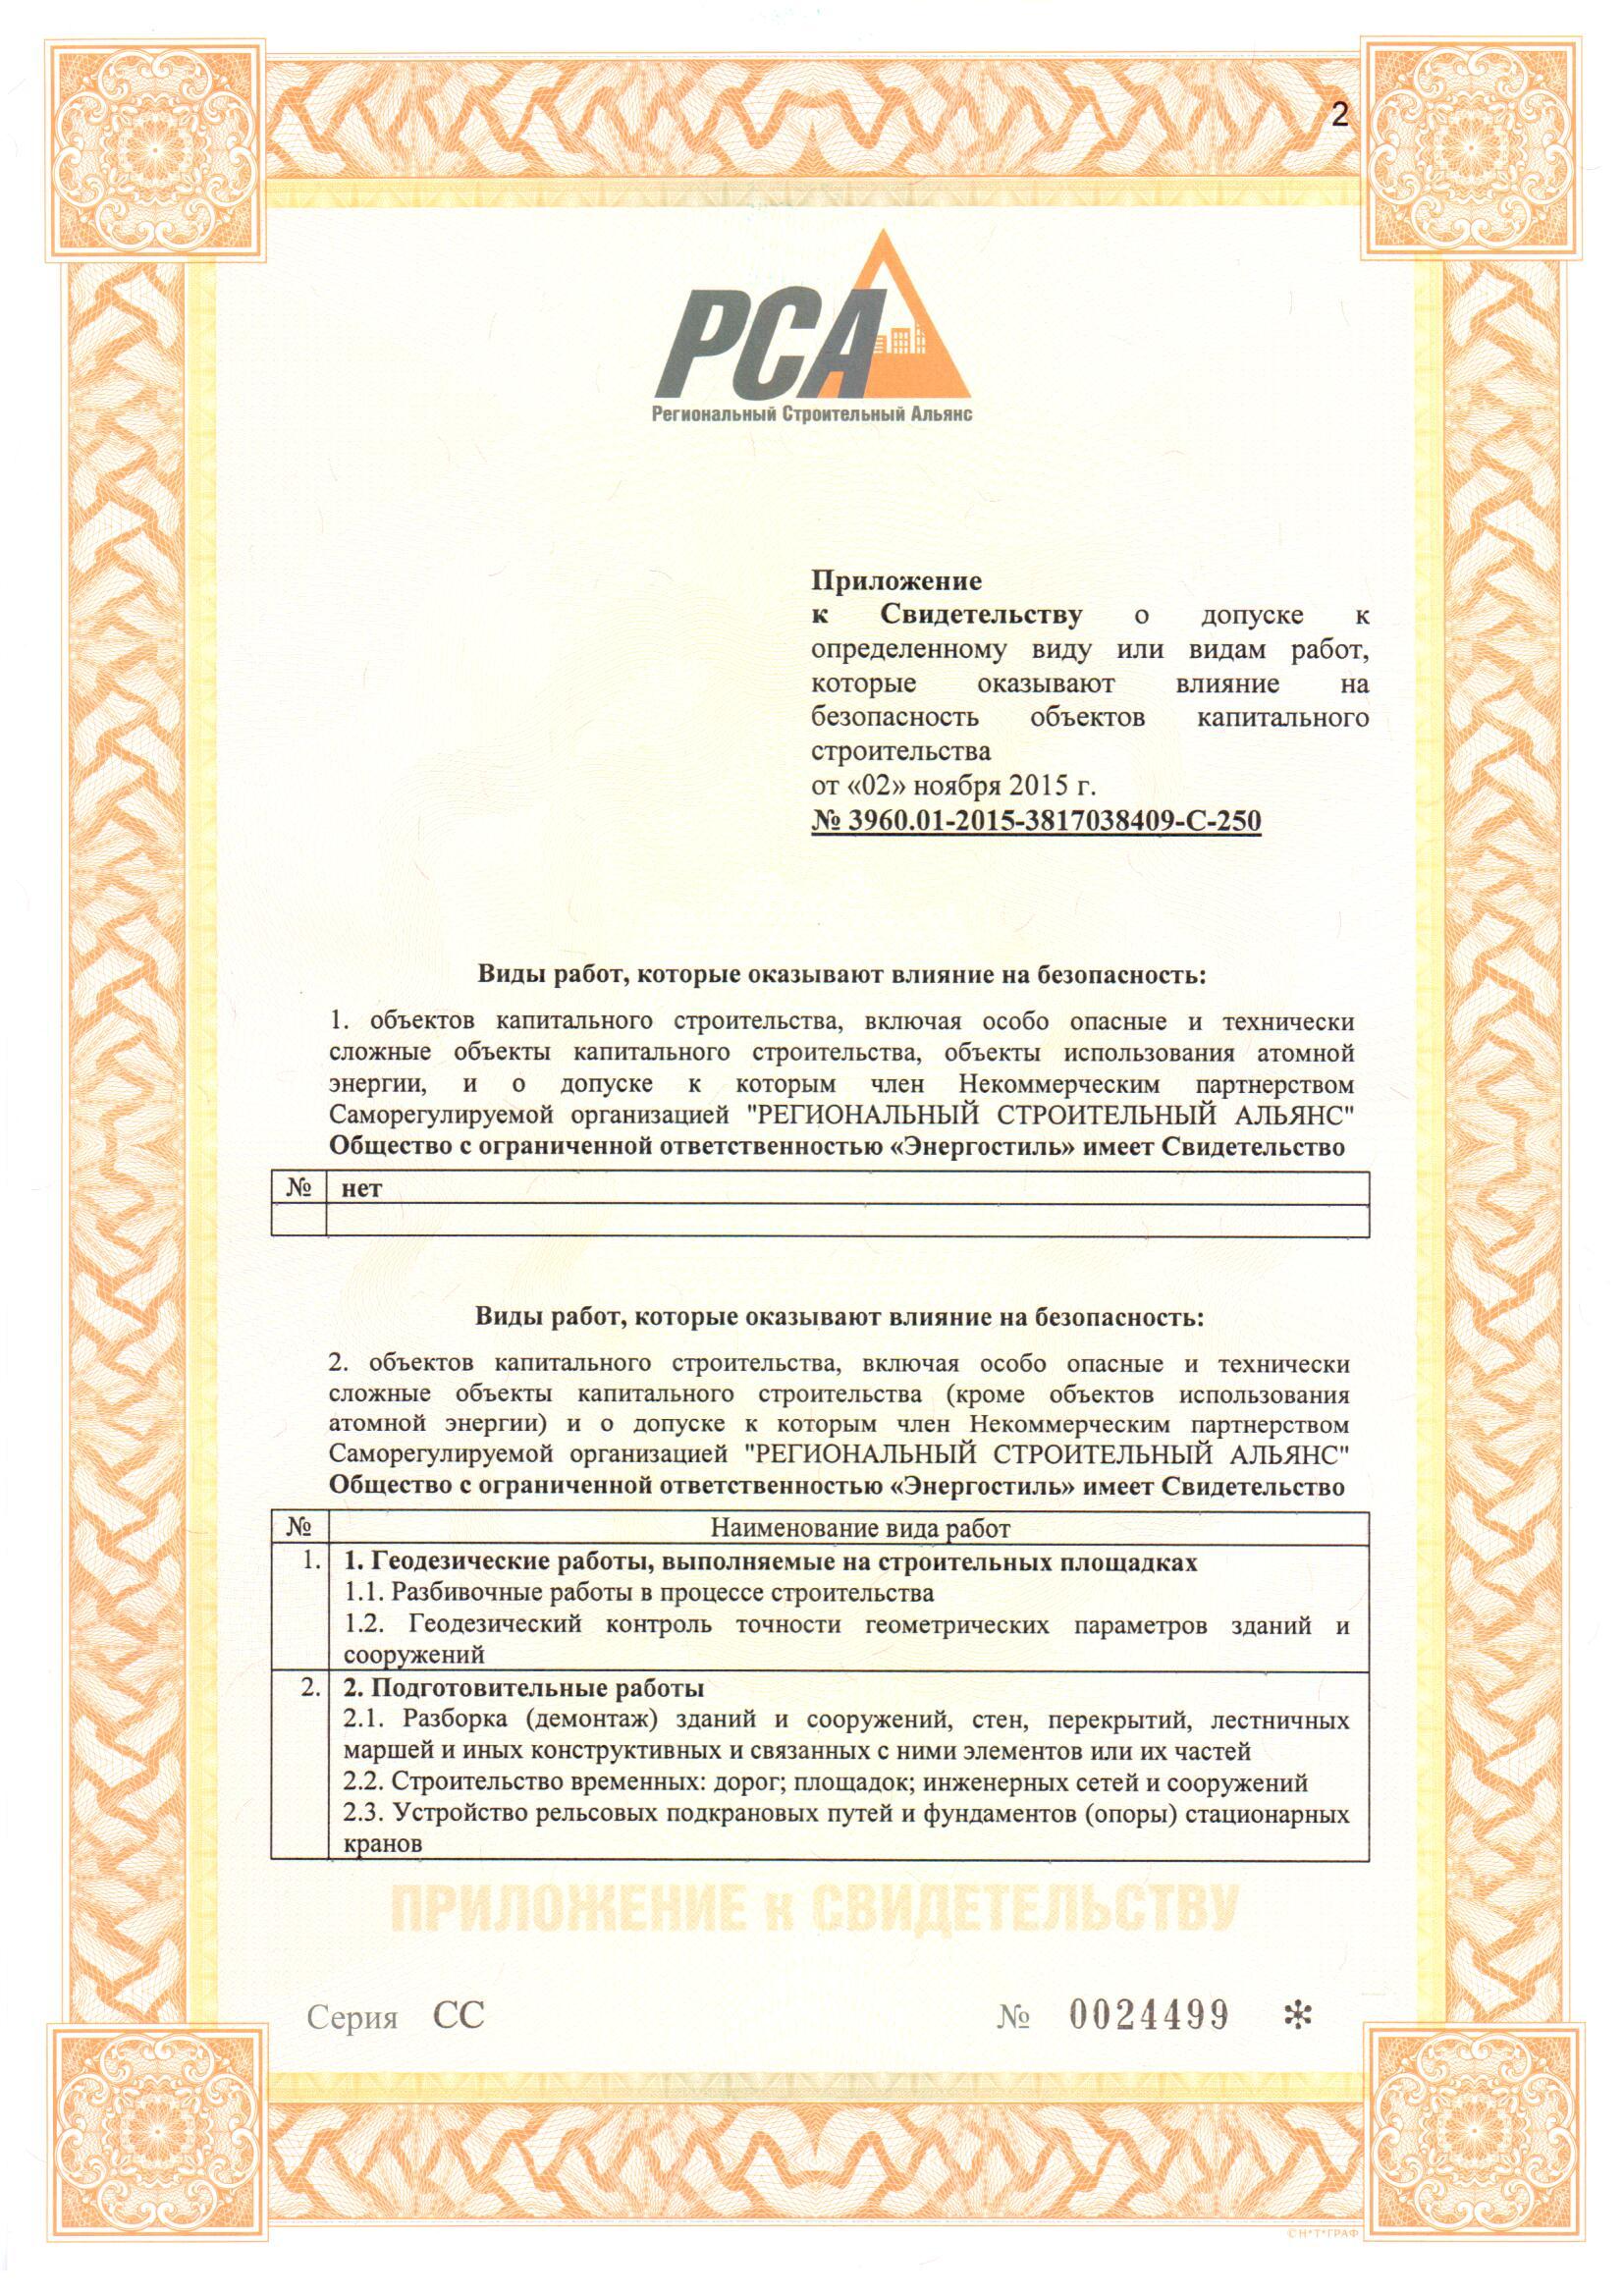 2
РСА
Региональный Строительный Альянс
Приложение
к Свидетельству о допуске к
определенному виду или видам работ,
которые оказывают влияние на
безопасность объектов капитального
строительства
от «02» ноября 2015 г.
№ 3960.01-2015-3817038409-С-250
Виды работ, которые оказывают влияние на безопасность:
1. объектов капитального строительства, включая особо опасные и технически
сложные объекты капитального строительства, объекты использования атомной
энергии, и о допуске к которым член Некоммерческим партнерством
Саморегулируемой организацией "РЕГИОНАЛЬНЫЙ СТРОИТЕЛЬНЫЙ АЛЬЯНС"
Общество с ограниченной ответственностью «Энергостиль» имеет Свидетельство
№ нет
Виды работ, которые оказывают влияние на безопасность:
2. объектов капитального строительства, включая особо опасные и технически
сложные объекты капитального строительства (кроме объектов использования
атомной энергии) и о допуске к которым член Некоммерческим партнерством
Саморегулируемой организацией "РЕГИОНАЛЬНЫЙ СТРОИТЕЛЬНЫЙ АЛЬЯНС"
Общество с ограниченной ответственностью «Энергостиль» имеет Свидетельство
№ Наименование вида работ
1. 1. Геодезические работы, выполняемые на строительных площадках
1.1. Разбивочные работы в процессе строительства
1.2. Геодезический контроль точности геометрических параметров зданий и
сооружений
2. 2. Подготовительные работы
2.1. Разборка (демонтаж) зданий и сооружений, стен, перекрытий, лестничных
маршей и иных конструктивных и связанных с ними элементов или их частей
2.2. Строительство временных: дорог; площадок; инженерных сетей и сооружений
2.3. Устройство рельсовых подкрановых путей и фундаментов (опоры) стационарных
кранов
ПРИЛОЖЕНИЕ к СВИДЕТЕЛЬСТВУ
Серия СС № 0024499 *
©Н*Т*ГРАФ